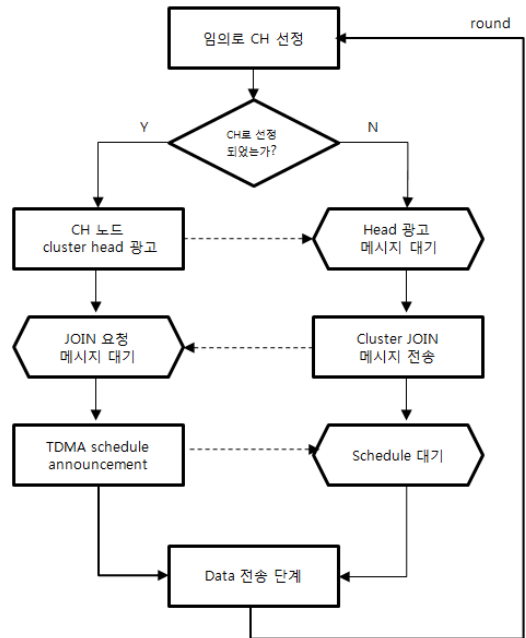 round
임의로 CH 선정
Y
CH로 선정
되었는가?
N
CH 노드
cluster head 광고
Head 광고
메시지 대기
JOIN 요청
메시지 대기
Cluster JOIN
메시지 전송
TDMA schedule
announcement
Schedule 대기
Data 전송 단계